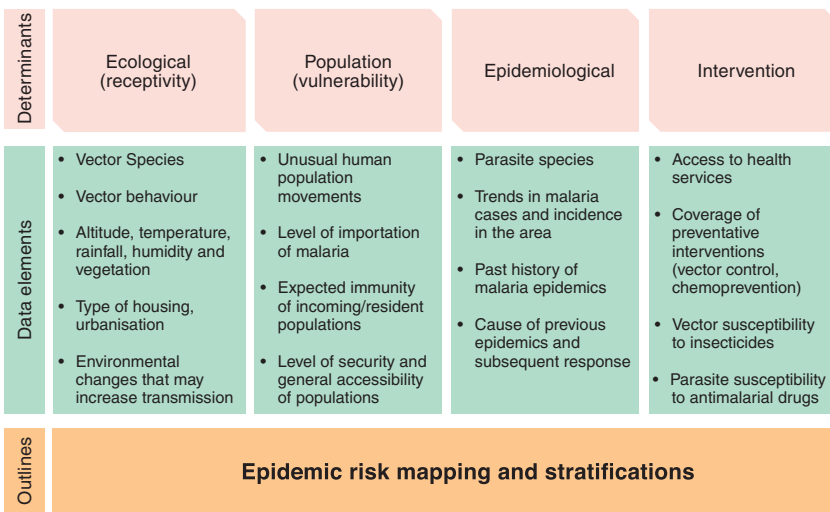 Determinants
Ecological
(receptivity)
Population
(vulnerability)
Epidemiological
Intervention
Data elements
• Vector Species
• Vector behaviour
• Altitude, temperature,
rainfall, humidity and
vegetation
• Type of housing,
urbanisation
• Environmental
changes that may
increase transmission
• Unusual human
population
movements
• Level of importation
of malaria
• Expected immunity
of incoming/resident
populations
• Level of security and
general accessibility
of populations
• Parasite species
• Trends in malaria
cases and incidence
in the area
• Past history of
malaria epidemics
• Cause of previous
epidemics and
subsequent response
• Access to health
services
• Coverage of
preventative
interventions
(vector control,
chemoprevention)
• Vector susceptibility
to insecticides
• Parasite susceptibility
to antimalarial drugs
Outlines
Epidemic risk mapping and stratifications